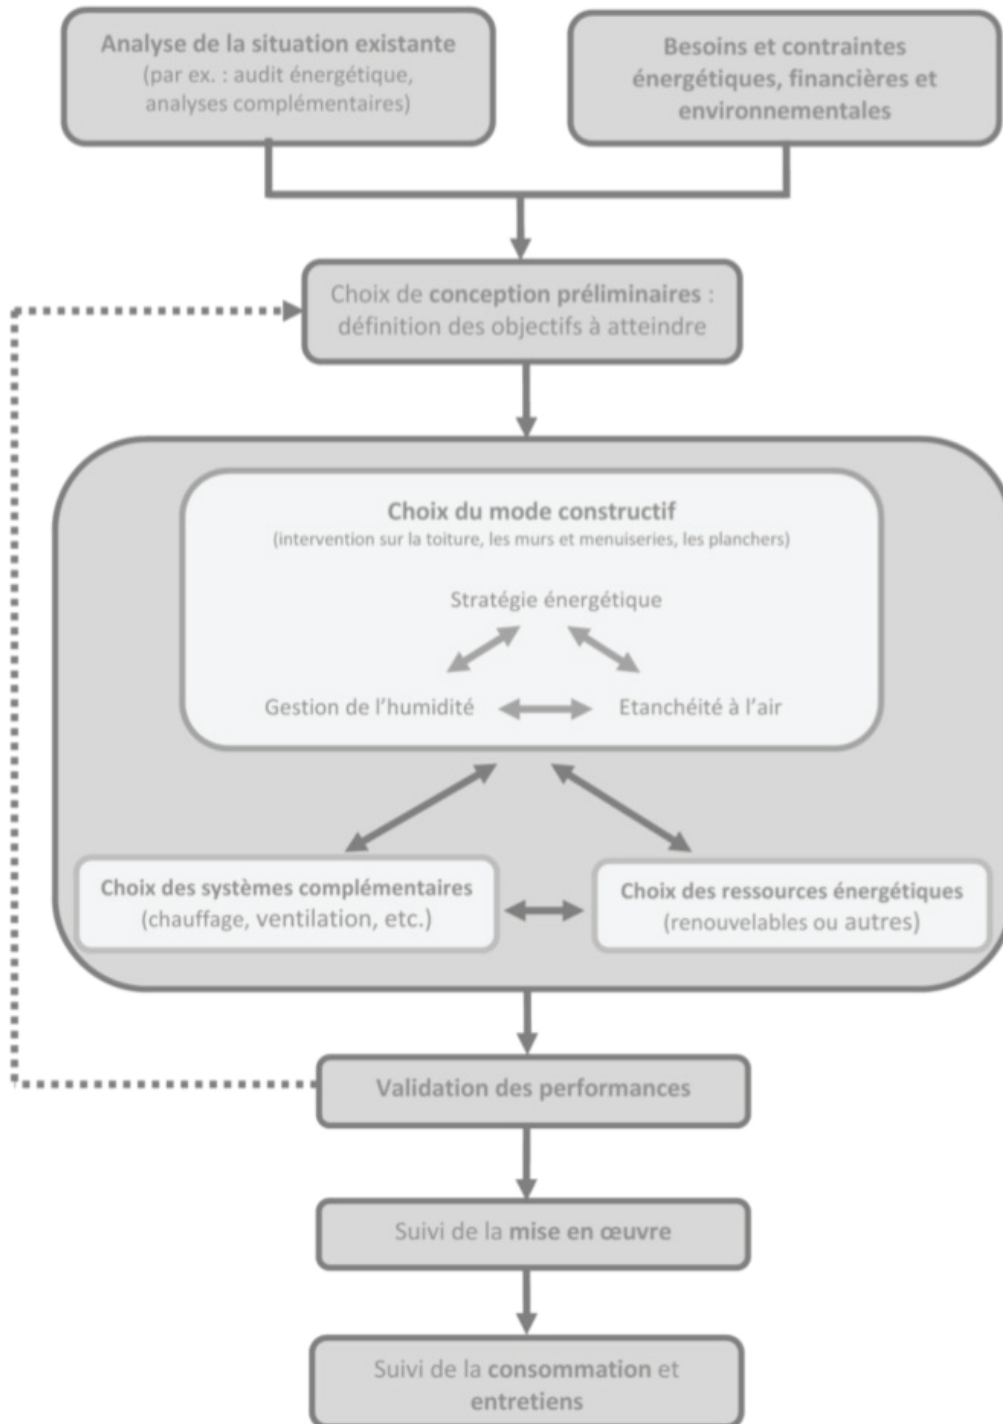 Analyse de la situation existante
(par ex. : audit énergétique,
analyses complémentaires)
Besoins et contraintes
énergétiques, financières et
environnementales
Choix de conception préliminaires :
définition des objectifs à atteindre
Choix du mode constructif
(intervention sur la toiture, les murs et menuiseries, les planchers)
Stratégie énergétique
Gestion de l'humidité
Etanchéité à l'air
Choix des systèmes complémentaires
(chauffage, ventilation, etc.)
Choix des ressources énergétiques
(renouvelables ou autres)
Validation des performances
Suivi de la mise en œuvre
Suivi de la consommation et
entretiens